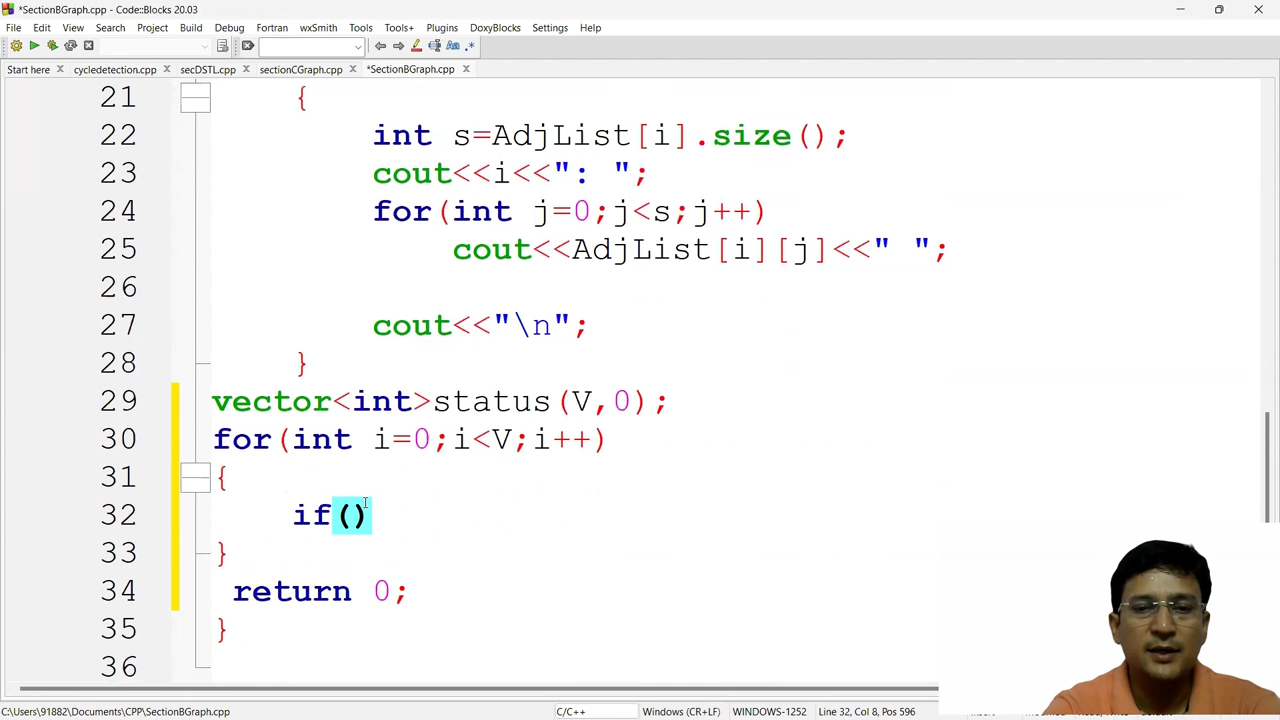 *SectionBGraph.cpp - Code::Blocks 20.03
File Edit View Search Project Build Debug Fortran wxSmith Tools Tools+ Plugins DoxyBlocks Settings Help
Start here cycledetection.cpp secDSTL.cpp sectionCGraph.cpp *SectionBGraph.cpp
21 {
22 int s=AdjList[i].size();
23 cout<<i<<": ";
24 for(int j=0;j<s;j++)
25 cout<<AdjList[i][j]<<" ";
26
27 cout<<"\n";
28 }
29 vector<int>status(V,0);
30 for(int i=0;i<V;i++)
31 {
32 if()
33 }
34 return 0;
35 }
36
C:\Users\91882\Documents\CPP\SectionBGraph.cpp C/C++ Windows (CR+LF) WINDOWS-1252 Line 32, Col 8, Pos 596